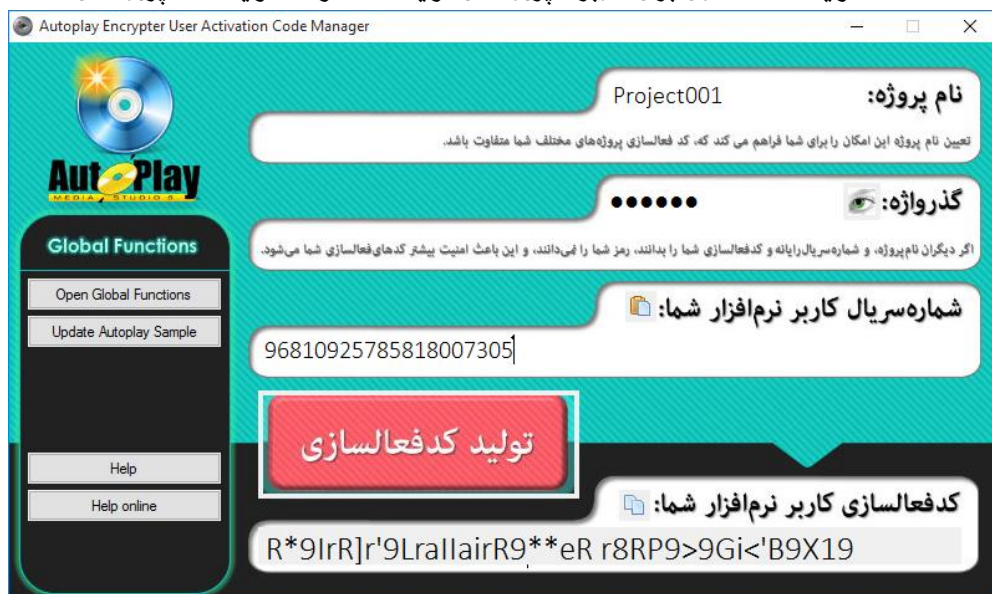 Autoplay Encrypter User Activation Code Manager
AutoPlay
MEDIA STUDIO 8
Global Functions
Open Global Functions
Update Autoplay Sample
Help
Help online
نام پروژه:
Project001
تعیین نام پروژه این امکان را برای شما فراهم می کند که، کد فعالسازی پروژه‌های مختلف شما متفاوت باشد.
گذرواژه: ●●●●●●
اگر دیگران نام‌پروژه، و شماره‌سریال‌رایانه و کدفعالسازی شما را بدانند، رمز شما را نمی‌دانند، و این باعث امنیت بیشتر کدهای‌فعالسازی شما می‌شود.
شماره‌سریال کاربر نرم‌افزار شما:
96810925785818007305
تولید کدفعالسازی
کدفعالسازی کاربر نرم‌افزار شما:
R*9IrR]r'9LraIIairR9**eR r8RP9>9Gi<'B9X19